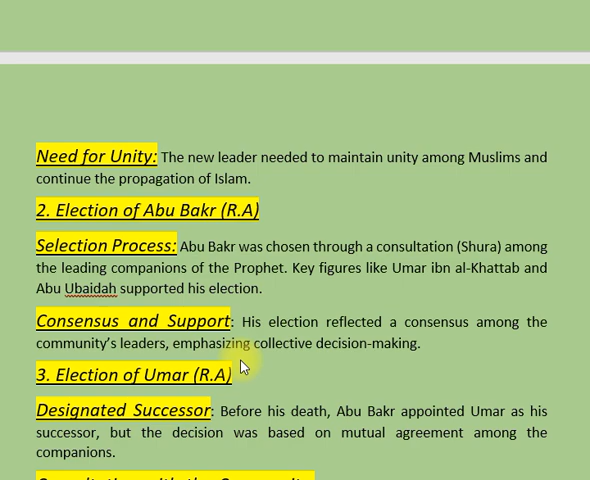 Need for Unity: The new leader needed to maintain unity among Muslims and
continue the propagation of Islam.
2. Election of Abu Bakr (R.A)
Selection Process: Abu Bakr was chosen through a consultation (Shura) among
the leading companions of the Prophet. Key figures like Umar ibn al-Khattab and
Abu Ubaidah supported his election.
Consensus and Support: His election reflected a consensus among the
community's leaders, emphasizing collective decision-making.
3. Election of Umar (R.A)
Designated Successor: Before his death, Abu Bakr appointed Umar as his
successor, but the decision was based on mutual agreement among the
companions.